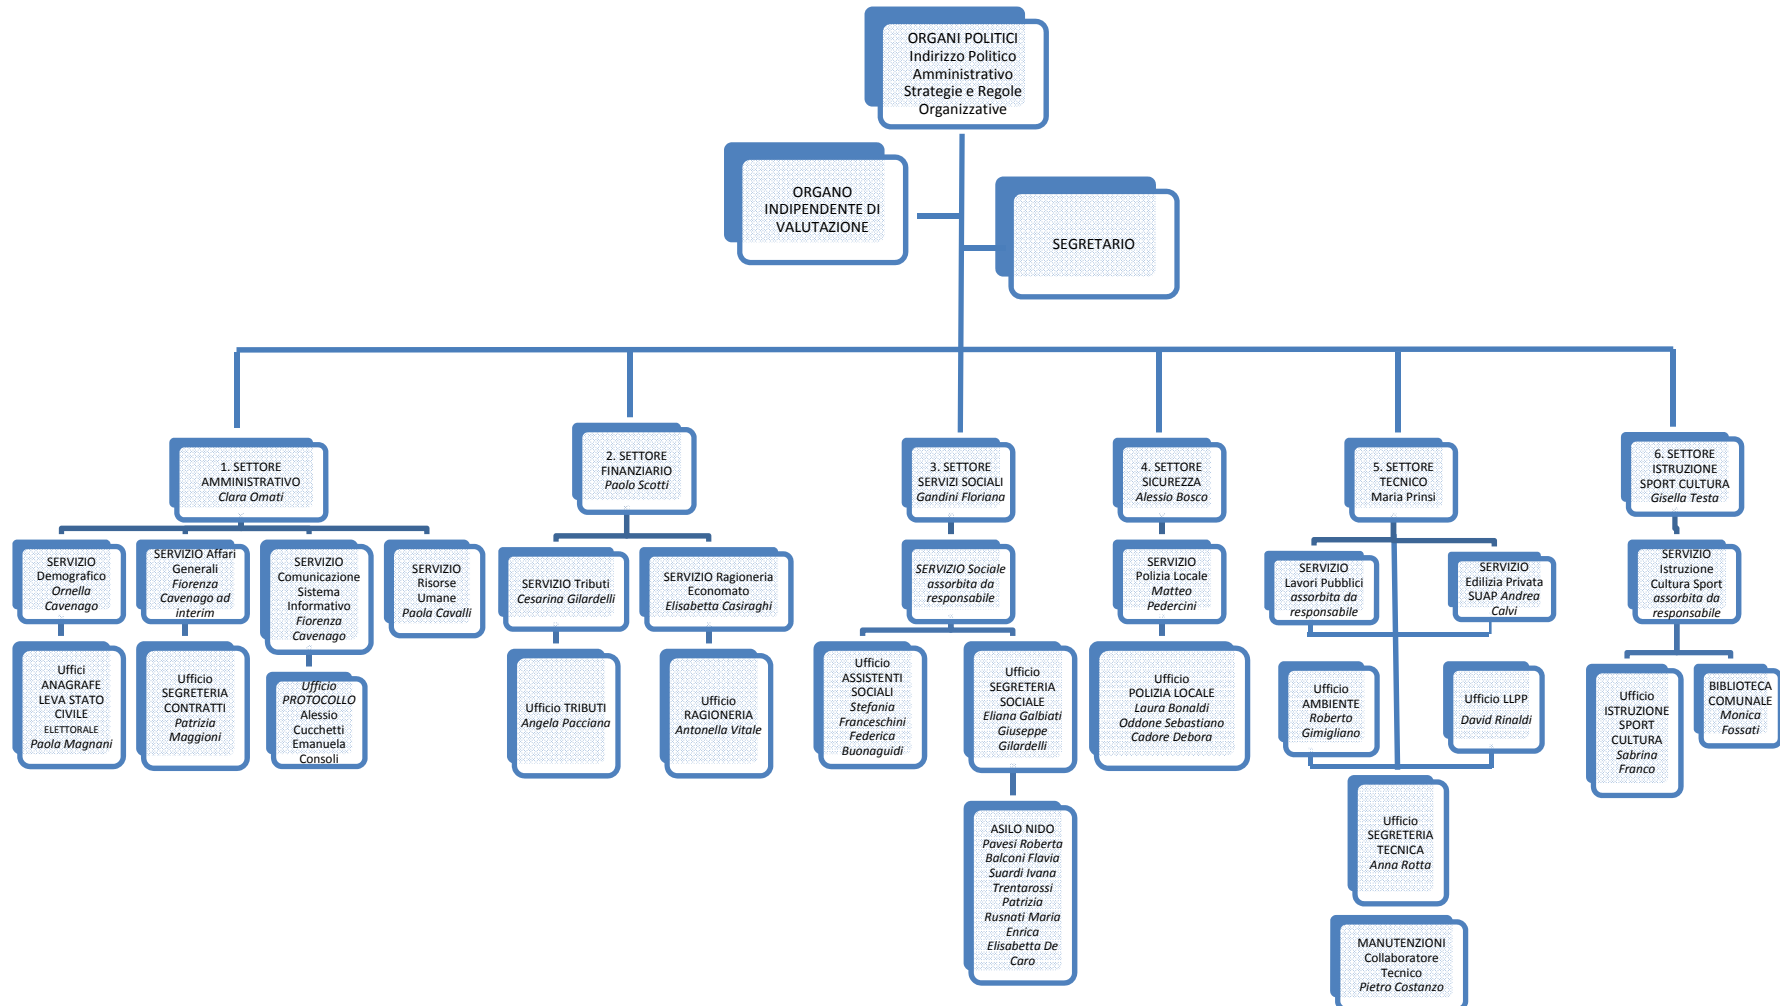 ORGANI POLITICI
Indirizzo Politico
Amministrativo
Strategie e Regole
Organizzative
ORGANO
INDIPENDENTE DI
VALUTAZIONE
SEGRETARIO
1. SETTORE
AMMINISTRATIVO
Clara Omati
2. SETTORE
FINANZIARIO
Paolo Scotti
3. SETTORE
SERVIZI SOCIALI
Gandini Floriana
4. SETTORE
SICUREZZA
Alessio Bosco
5. SETTORE
TECNICO
Maria Prinsi
6. SETTORE
ISTRUZIONE
SPORT CULTURA
Gisella Testa
SERVIZIO
Demografico
Ornella
Cavenago
SERVIZIO Affari
Generali
Fiorenza
Cavenago ad
interim
SERVIZIO
Comunicazione
Sistema
Informativo
Fiorenza
Cavenago
SERVIZIO
Risorse
Umane
Paola Cavalli
SERVIZIO Tributi
Cesarina Gilardelli
SERVIZIO Ragioneria
Economato
Elisabetta Casiraghi
SERVIZIO Sociale
assorbita da
responsabile
SERVIZIO
Polizia Locale
Matteo
Pedercini
SERVIZIO
Lavori Pubblici
assorbita da
responsabile
SERVIZIO
Edilizia Privata
SUAP Andrea
Calvi
SERVIZIO
Istruzione
Cultura Sport
assorbita da
responsabile
Uffici
ANAGRAFE
LEVA STATO
CIVILE
ELETTORALE
Paola Magnani
Ufficio
SEGRETERIA
CONTRATTI
Patrizia
Maggioni
Ufficio
PROTOCOLLO
Alessio
Cucchetti
Emanuela
Consoli
Ufficio TRIBUTI
Angela Pacciana
Ufficio
RAGIONERIA
Antonella Vitale
Ufficio
ASSISTENTI
SOCIALI
Stefania
Franceschini
Federica
Buonaguidi
Ufficio
SEGRETERIA
SOCIALE
Eliana Galbiati
Giuseppe
Gilardelli
Ufficio
POLIZIA LOCALE
Laura Bonaldi
Oddone Sebastiano
Cadore Debora
Ufficio
AMBIENTE
Roberto
Gimigliano
Ufficio LLPP
David Rinaldi
Ufficio
ISTRUZIONE
SPORT
CULTURA
Sabrina
Franco
BIBLIOTECA
COMUNALE
Monica
Fossati
ASILO NIDO
Pavesi Roberta
Balconi Flavia
Suardi Ivana
Trentarossi
Patrizia
Rusnati Maria
Enrica
Elisabetta De
Caro
Ufficio
SEGRETERIA
TECNICA
Anna Rotta
MANUTENZIONI
Collaboratore
Tecnico
Pietro Costanzo